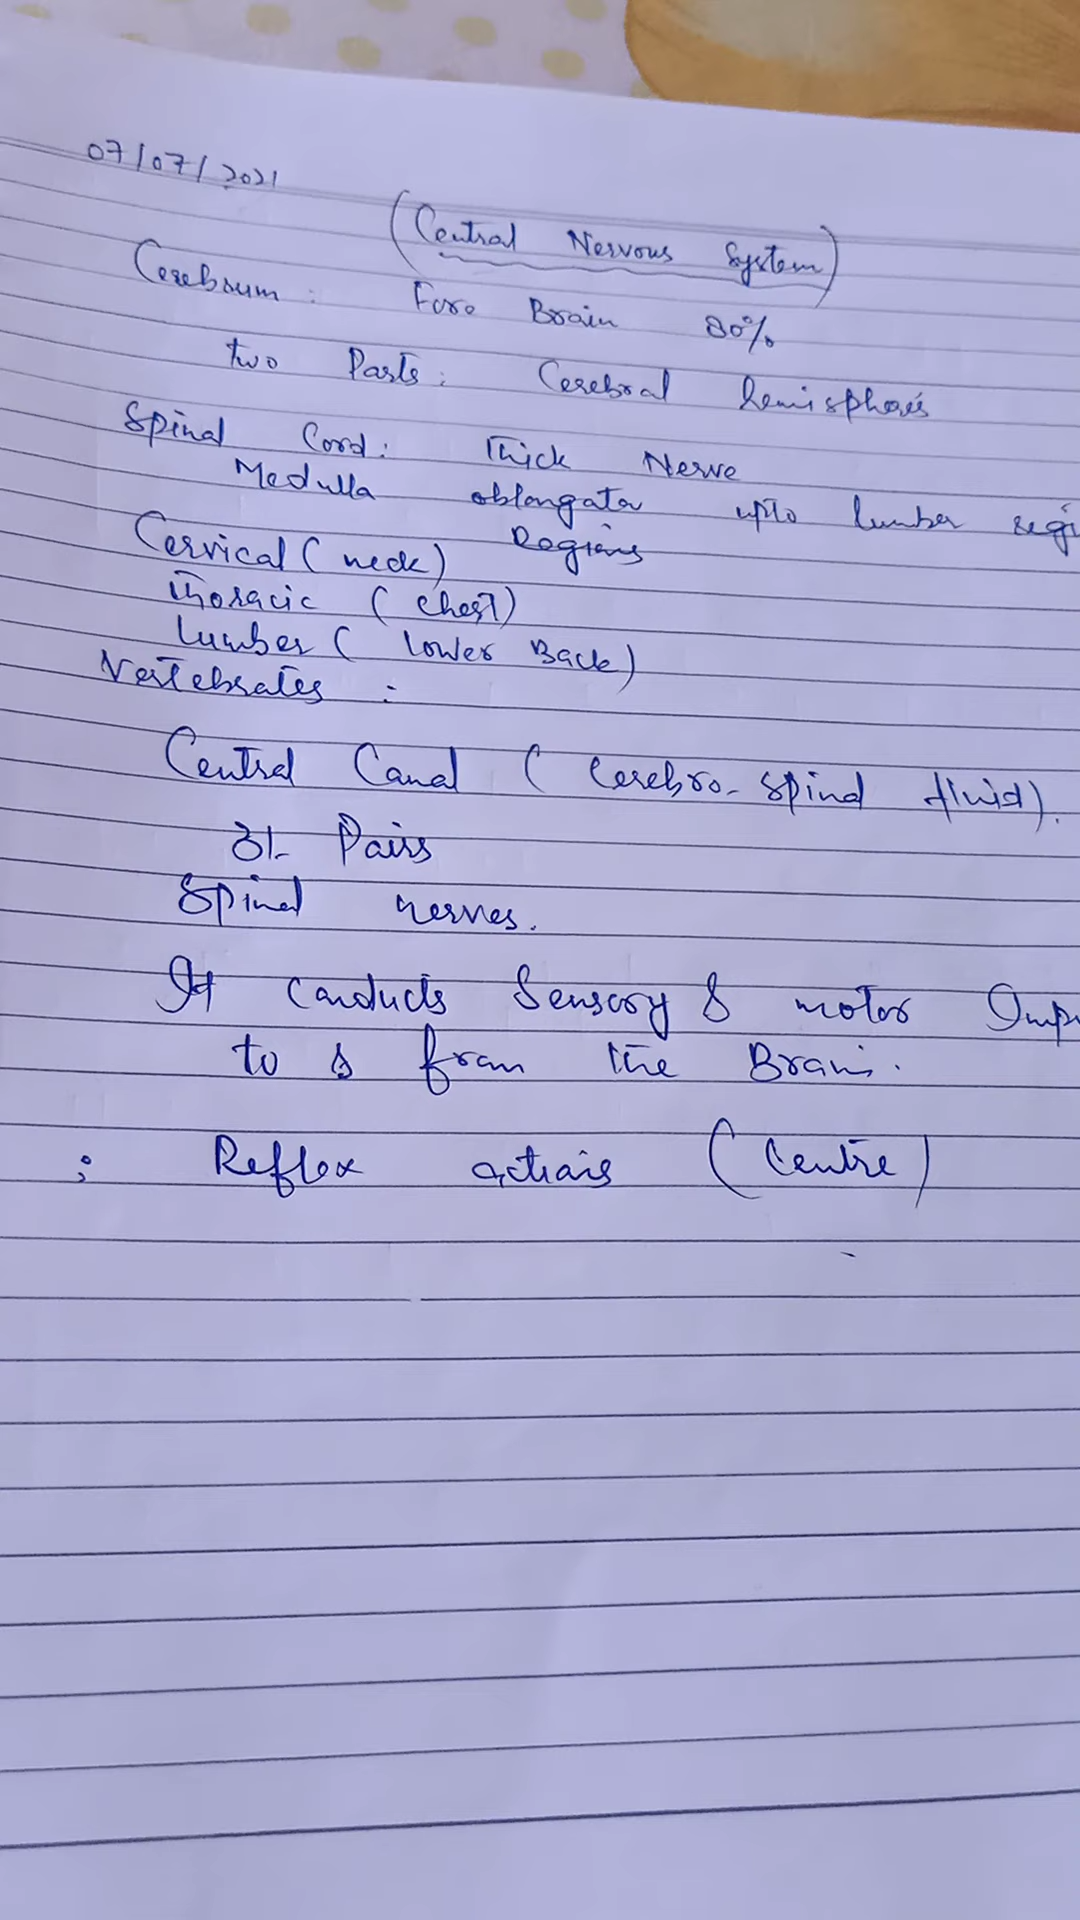 07/07/2021
(Central Nervous System)
Cerebrum : Fore Brain 80%
two Parts: Cerebral hemispheres
Spinal Cord: Thick Nerve
Medulla oblongata upto lumber
Regions
Cervical ( neck )
Thoracic ( chest)
lumber ( lower Back )
Vertebrates :
Central Canal ( Cerebro- spinal fluid).
31- Pairs
Spinal nerves.
It conducts Sensory & motor
to & from the Brain.
; Reflex actions ( Centre )